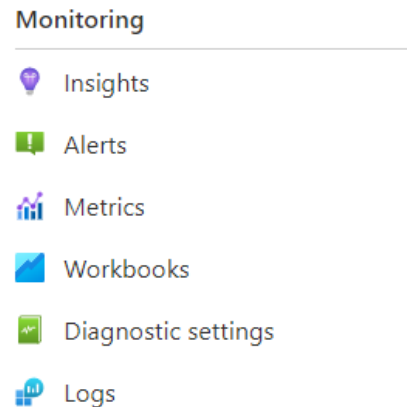 Monitoring
Insights
Alerts
Metrics
Workbooks
Diagnostic settings
Logs